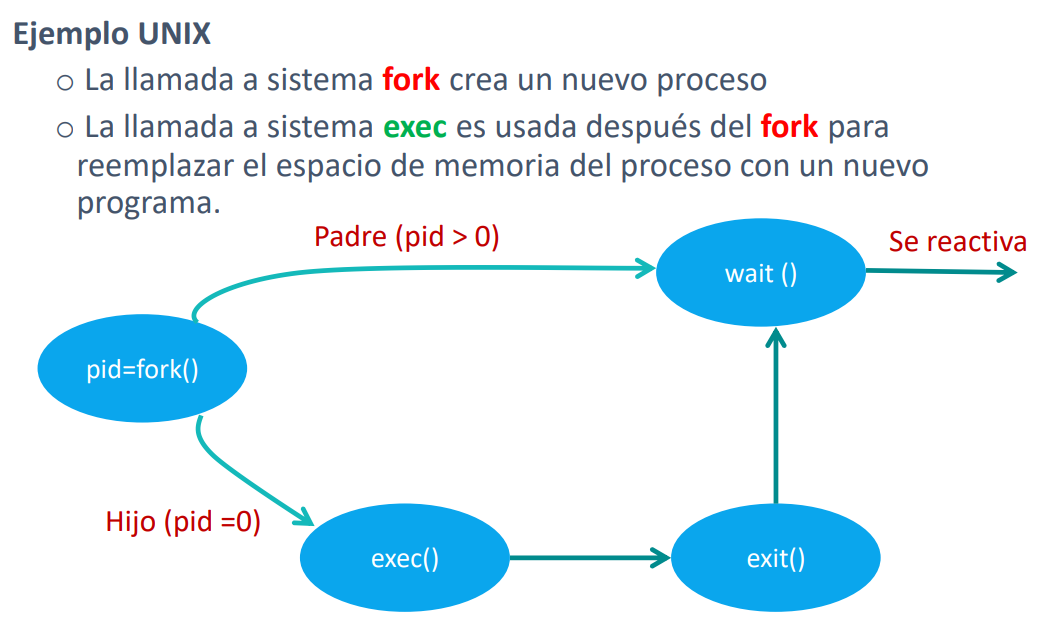 Ejemplo UNIX
o La llamada a sistema fork crea un nuevo proceso
o La llamada a sistema exec es usada después del fork para
reemplazar el espacio de memoria del proceso con un nuevo
programa.
Padre (pid > 0)
Se reactiva
wait ()
pid=fork()
Hijo (pid =0)
exec()
exit()